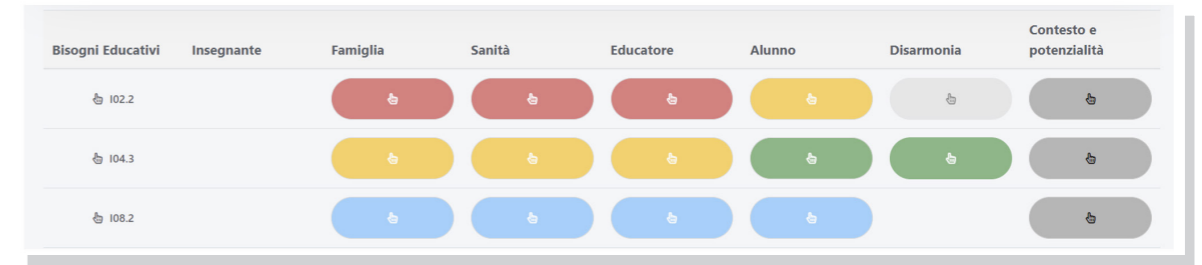 Bisogni Educativi Insegnante Famiglia Sanità Educatore Alunno Disarmonia Contesto e
potenzialità
I02.2
I04.3
I08.2